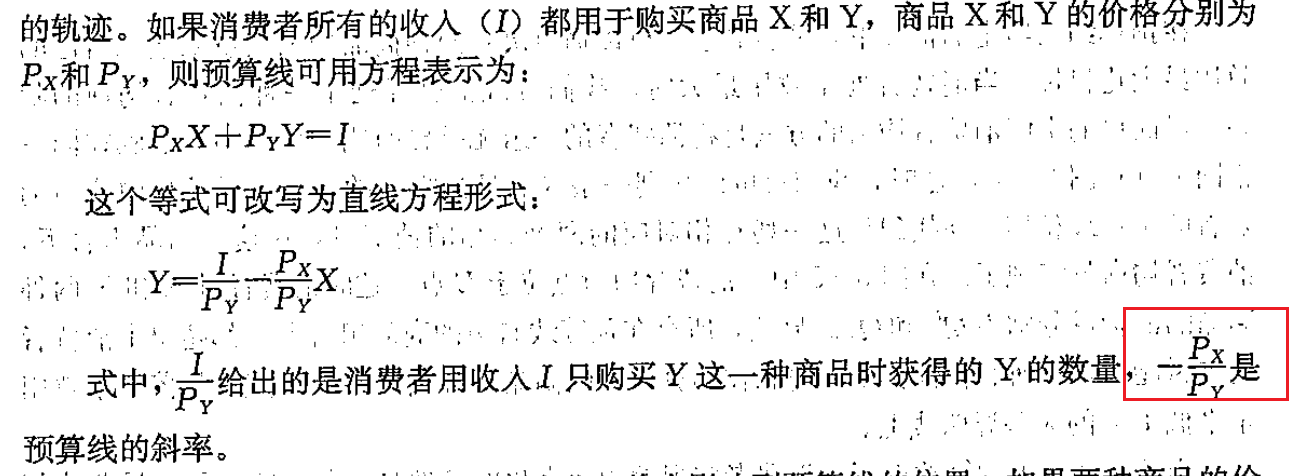 的轨迹。如果消费者所有的收入（I）都用于购买商品 X 和 Y，商品 X 和 Y 的价格分别为
P_X和 P_Y，则预算线可用方程表示为：
P_X X+P_Y Y=I
这个等式可改写为直线方程形式：
Y=\frac{I}{P_Y}-\frac{P_X}{P_Y}X
式中，\frac{I}{P_Y}给出的是消费者用收入 I 只购买 Y 这一种商品时获得的 Y 的数量，-\frac{P_X}{P_Y}是
预算线的斜率。